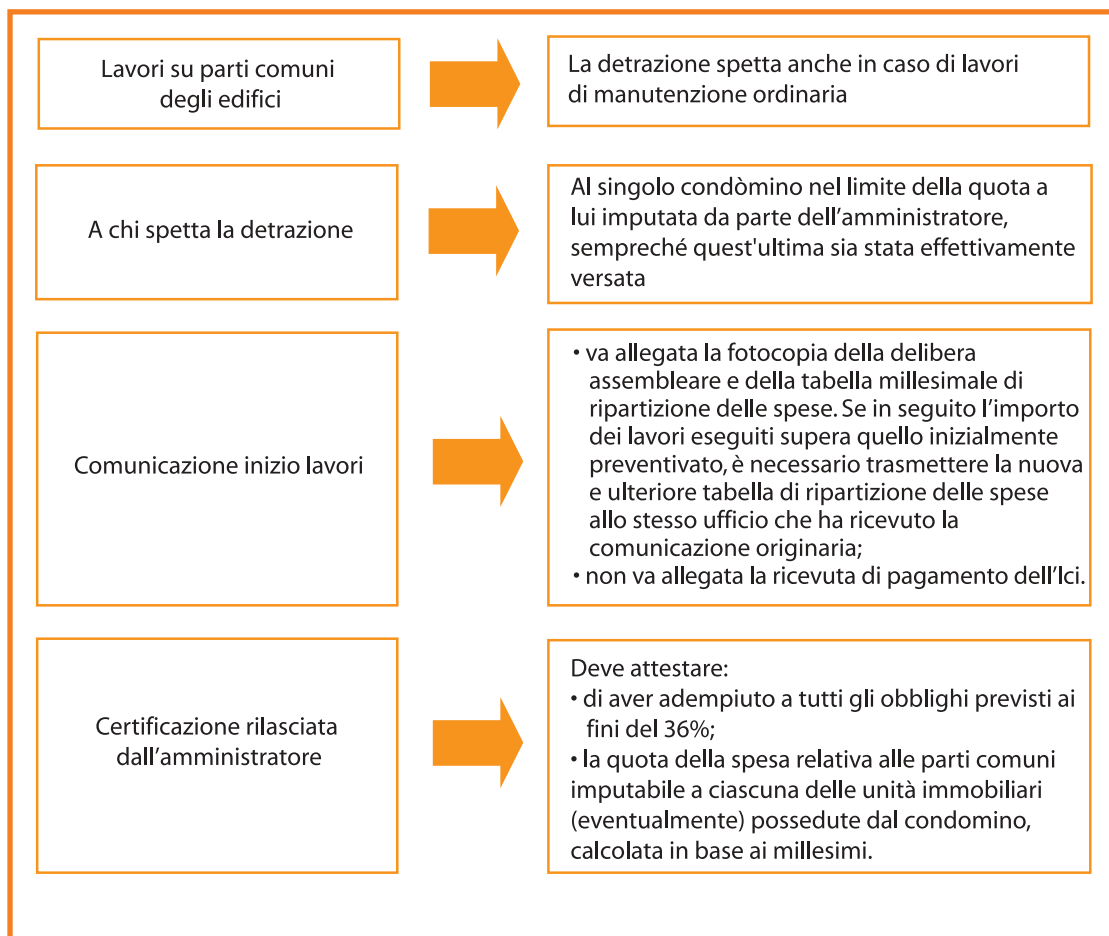 Lavori su parti comuni
degli edifici
La detrazione spetta anche in caso di lavori
di manutenzione ordinaria
A chi spetta la detrazione
Al singolo condòmino nel limite della quota a
lui imputata da parte dell’amministratore,
sempreché quest'ultima sia stata effettivamente
versata
Comunicazione inizio lavori
• va allegata la fotocopia della delibera
assembleare e della tabella millesimale di
ripartizione delle spese. Se in seguito l’importo
dei lavori eseguiti supera quello inizialmente
preventivato, è necessario trasmettere la nuova
e ulteriore tabella di ripartizione delle spese
allo stesso ufficio che ha ricevuto la
comunicazione originaria;
• non va allegata la ricevuta di pagamento dell’Ici.
Certificazione rilasciata
dall’amministratore
Deve attestare:
• di aver adempiuto a tutti gli obblighi previsti ai
fini del 36%;
• la quota della spesa relativa alle parti comuni
imputabile a ciascuna delle unità immobiliari
(eventualmente) possedute dal condomino,
calcolata in base ai millesimi.